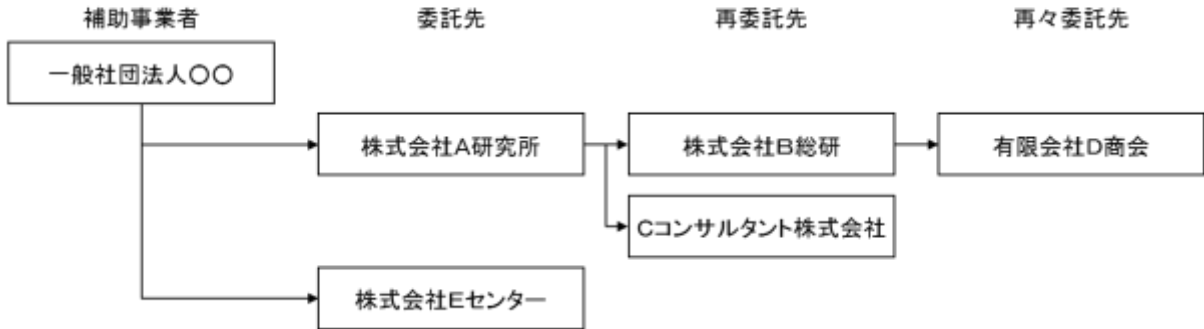 補助事業者
委託先
再委託先
再々委託先
一般社団法人〇〇
株式会社A研究所
株式会社B総研
有限会社D商会
Cコンサルタント株式会社
株式会社Eセンター